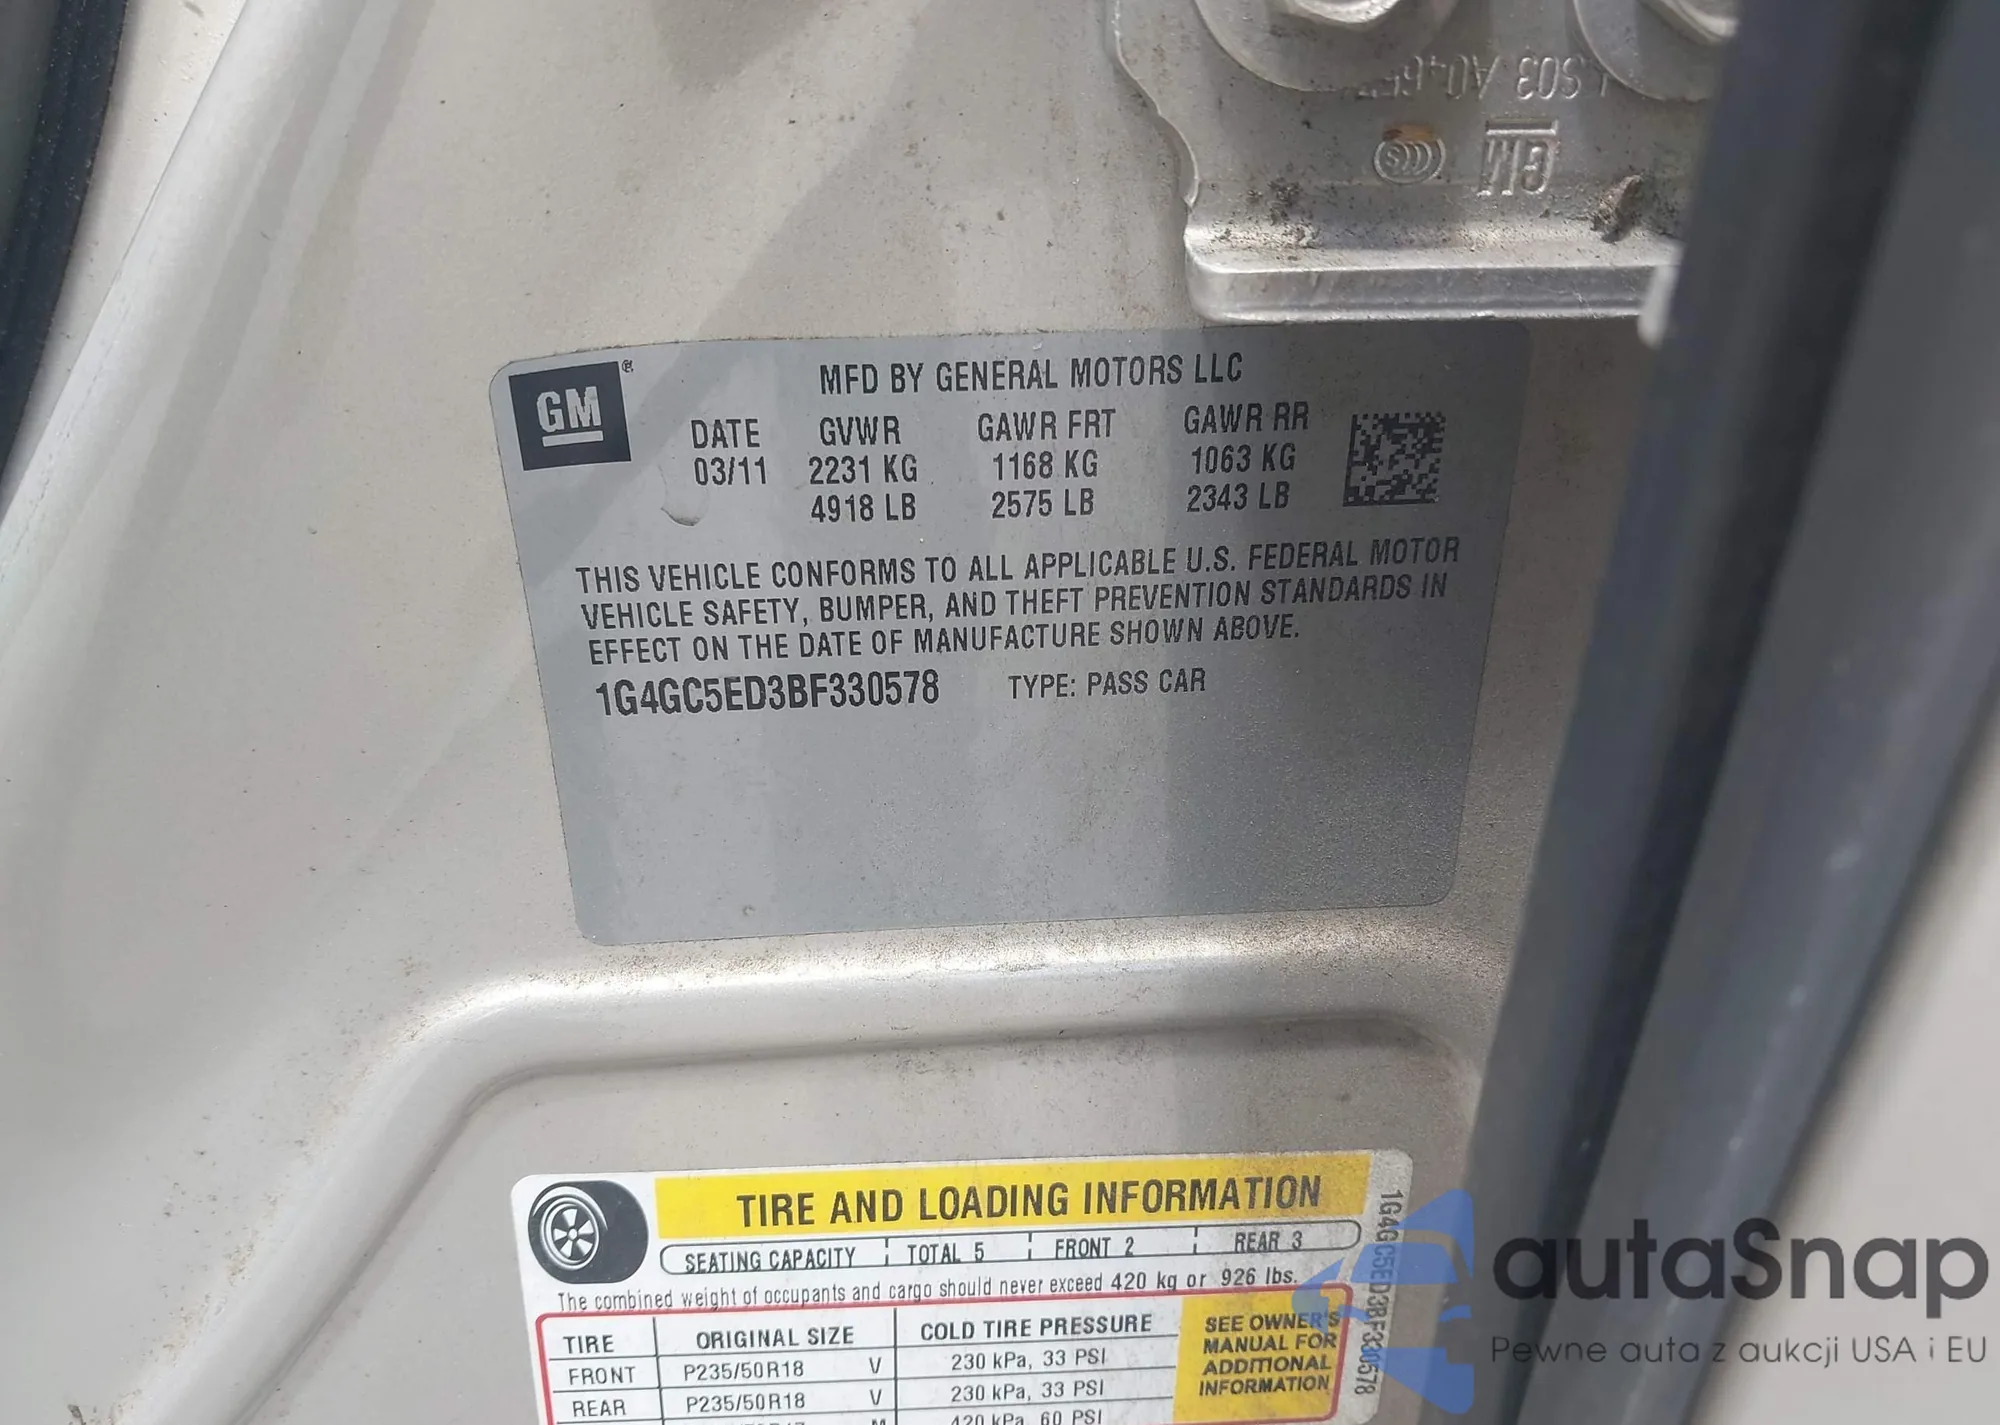 S03 A04
GM
GM
MFD BY GENERAL MOTORS LLC
DATE GVWR GAWR FRT GAWR RR
03/11 2231 KG 1168 KG 1063 KG
4918 LB 2575 LB 2343 LB
THIS VEHICLE CONFORMS TO ALL APPLICABLE U.S. FEDERAL MOTOR
VEHICLE SAFETY, BUMPER, AND THEFT PREVENTION STANDARDS IN
EFFECT ON THE DATE OF MANUFACTURE SHOWN ABOVE.
1G4GC5ED3BF330578 TYPE: PASS CAR
TIRE AND LOADING INFORMATION
SEATING CAPACITY TOTAL 5 FRONT 2 REAR 3
The combined weight of occupants and cargo should never exceed 420 kg or 926 lbs.
TIRE ORIGINAL SIZE COLD TIRE PRESSURE
FRONT P235/50R18 V 230 kPa, 33 PSI
REAR P235/50R18 V 230 kPa, 33 PSI
420 kPa, 60 PSI
SEE OWNER'S
MANUAL FOR
ADDITIONAL
INFORMATION
1G4GC5ED3BF330578
autaSnap
Pewne auta z aukcji USA i EU